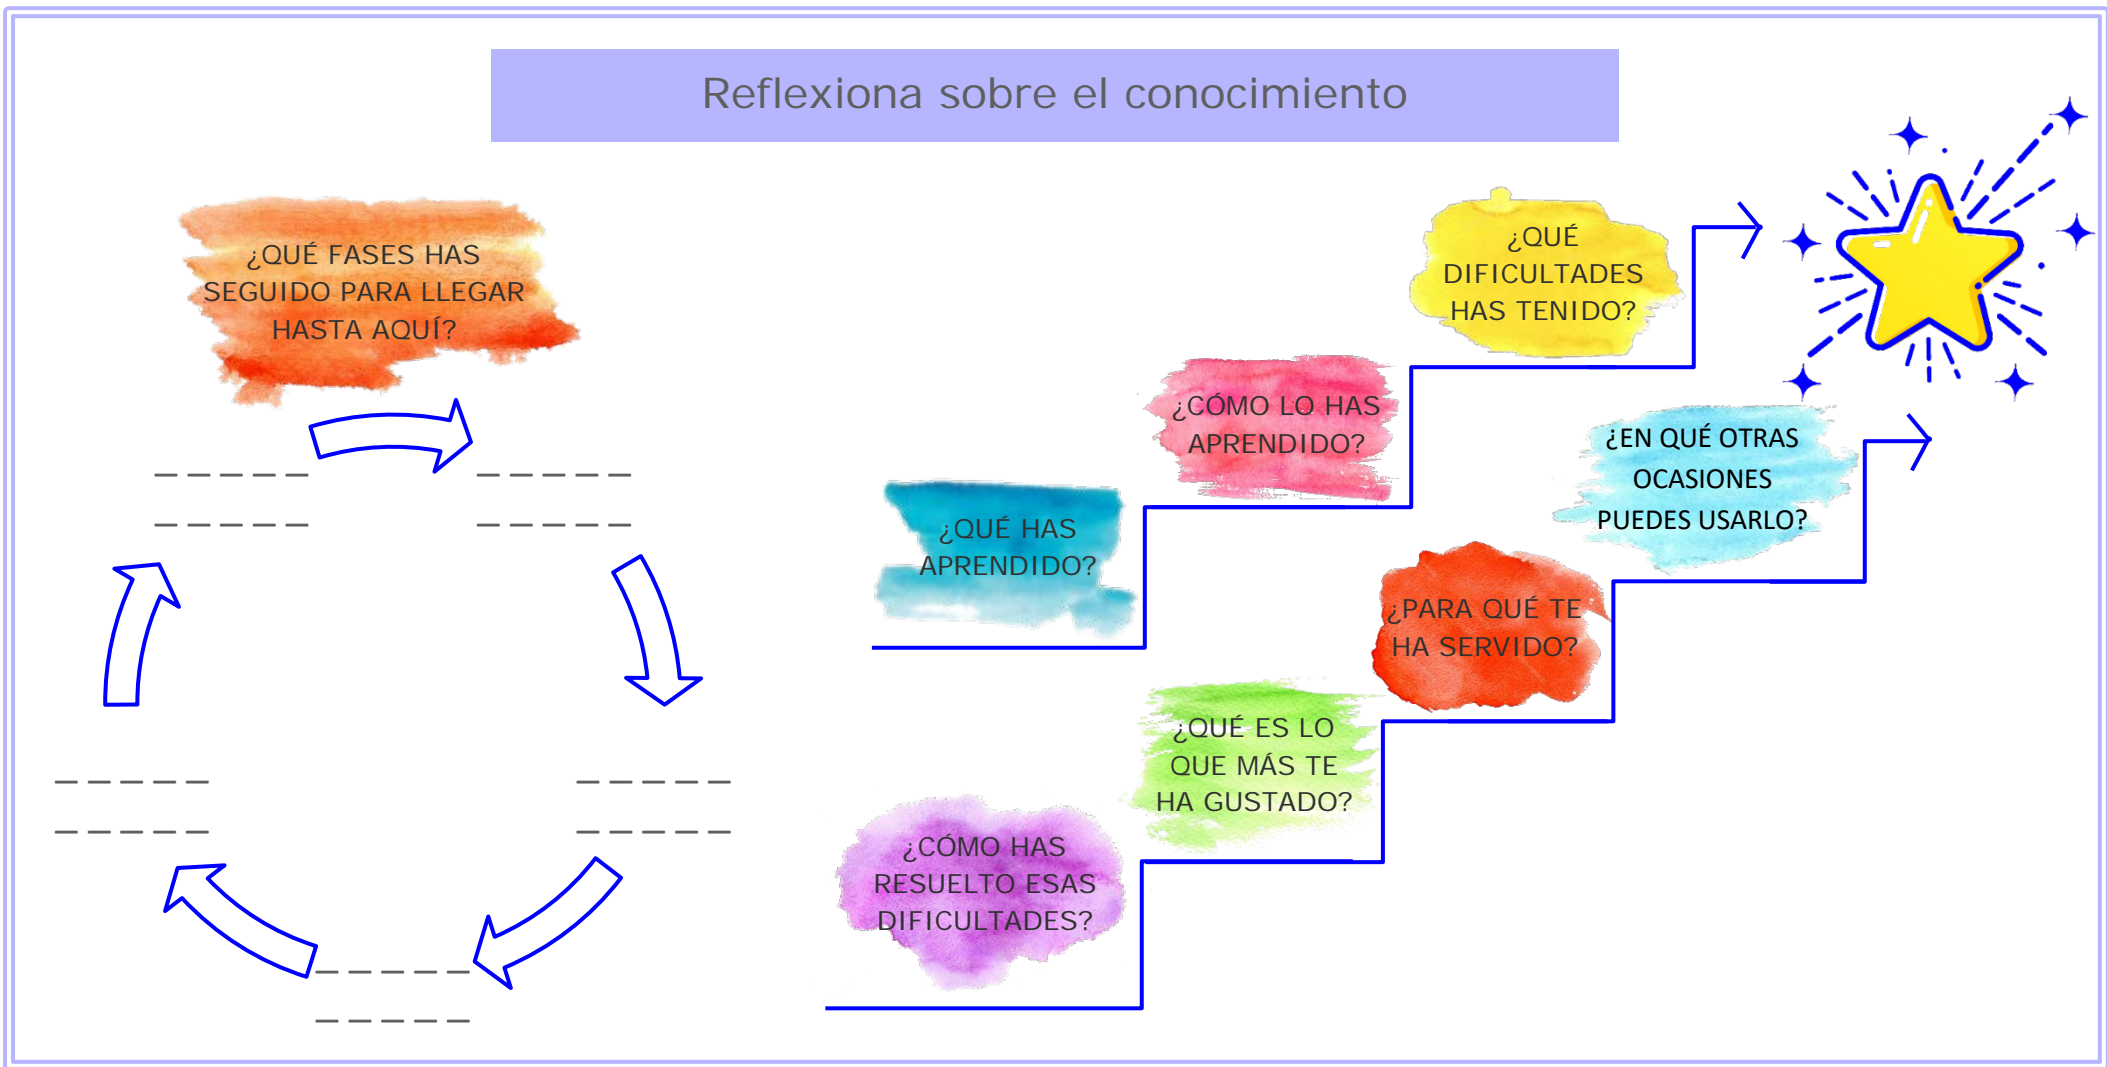 Reflexiona sobre el conocimiento
¿QUÉ FASES HAS
SEGUIDO PARA LLEGAR
HASTA AQUÍ?
¿QUÉ HAS
APRENDIDO?
¿CÓMO LO HAS
APRENDIDO?
¿QUÉ
DIFICULTADES
HAS TENIDO?
¿CÓMO HAS
RESUELTO ESAS
DIFICULTADES?
¿QUÉ ES LO
QUE MÁS TE
HA GUSTADO?
¿PARA QUÉ TE
HA SERVIDO?
¿EN QUÉ OTRAS
OCASIONES
PUEDES USARLO?